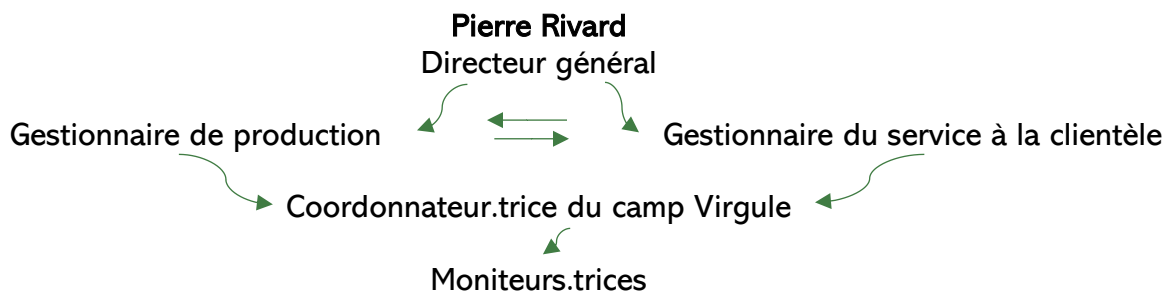 Pierre Rivard
Directeur général
Gestionnaire de production
Gestionnaire du service à la clientèle
Coordonnateur.trice du camp Virgule
Moniteurs.trices